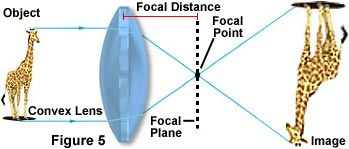 Object
Focal Distance
Focal
Point
Convex Lens
Focal
Plane
Figure 5
Image